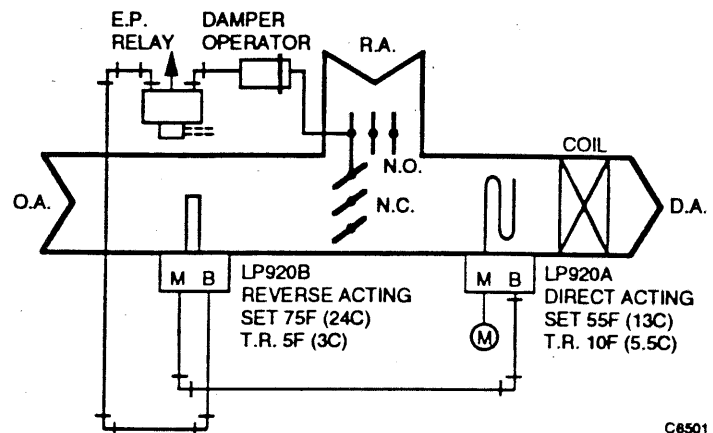 E.P.
RELAY
DAMPER
OPERATOR
R.A.
N.O.
COIL
O.A.
N.C.
D.A.
M B
LP920B
REVERSE ACTING
SET 75F (24C)
T.R. 5F (3C)
M B
LP920A
DIRECT ACTING
SET 55F (13C)
T.R. 10F (5.5C)
M
C6501